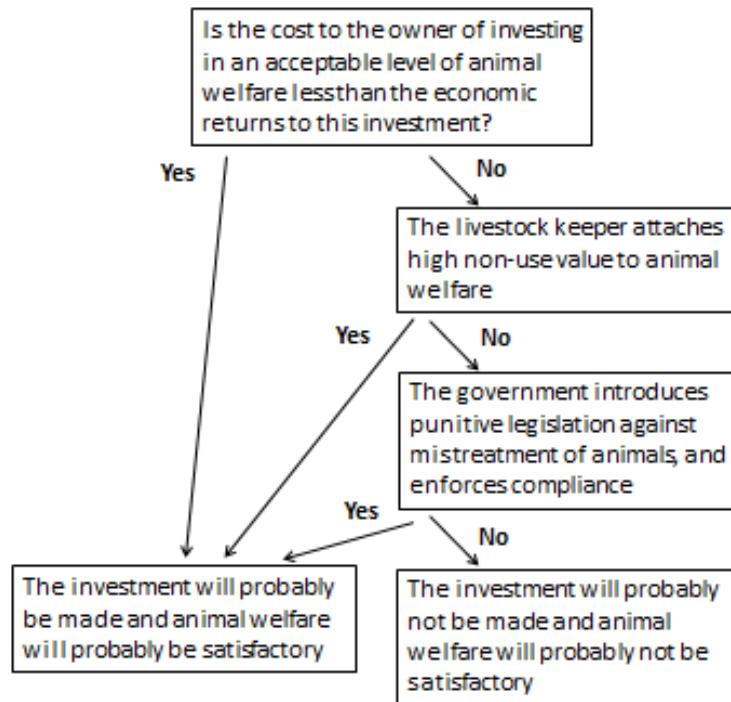 Is the cost to the owner of investing
in an acceptable level of animal
welfare less than the economic
returns to this investment?
Yes
No
The livestock keeper attaches
high non-use value to animal
welfare
Yes
No
The government introduces
punitive legislation against
mistreatment of animals, and
enforces compliance
Yes
No
The investment will probably
be made and animal welfare
will probably be satisfactory
The investment will probably
not be made and animal
welfare will probably not be
satisfactory